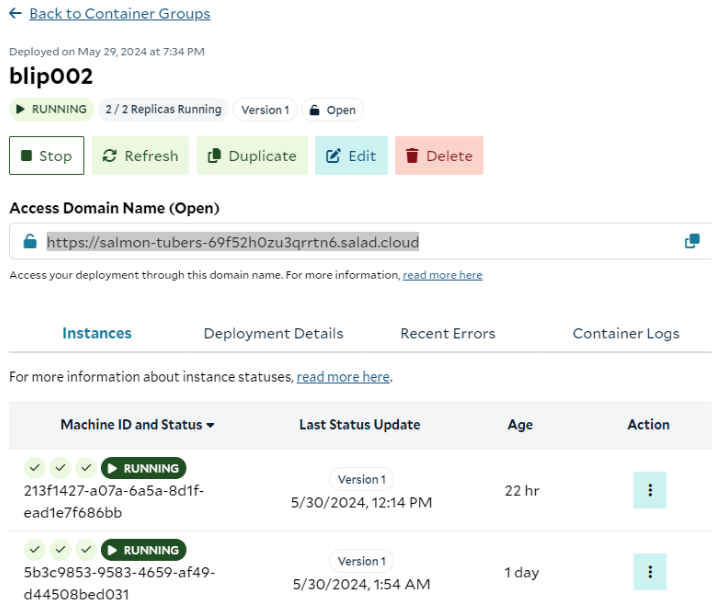 Back to Container Groups
Deployed on May 29, 2024 at 7:34 PM
blip002
RUNNING 2 / 2 Replicas Running Version 1 Open
Stop Refresh Duplicate Edit Delete
Access Domain Name (Open)
https://salmon-tubers-69f52h0zu3qrrtn6.salad.cloud
Access your deployment through this domain name. For more information, read more here
Instances Deployment Details Recent Errors Container Logs
For more information about instance statuses, read more here.
Machine ID and Status Last Status Update Age Action
RUNNING
213f1427-a07a-6a5a-8d1f-
ead1e7f686bb
Version 1
5/30/2024, 12:14 PM
22 hr
RUNNING
5b3c9853-9583-4659-af49-
d44508bed031
Version 1
5/30/2024, 1:54 AM
1 day